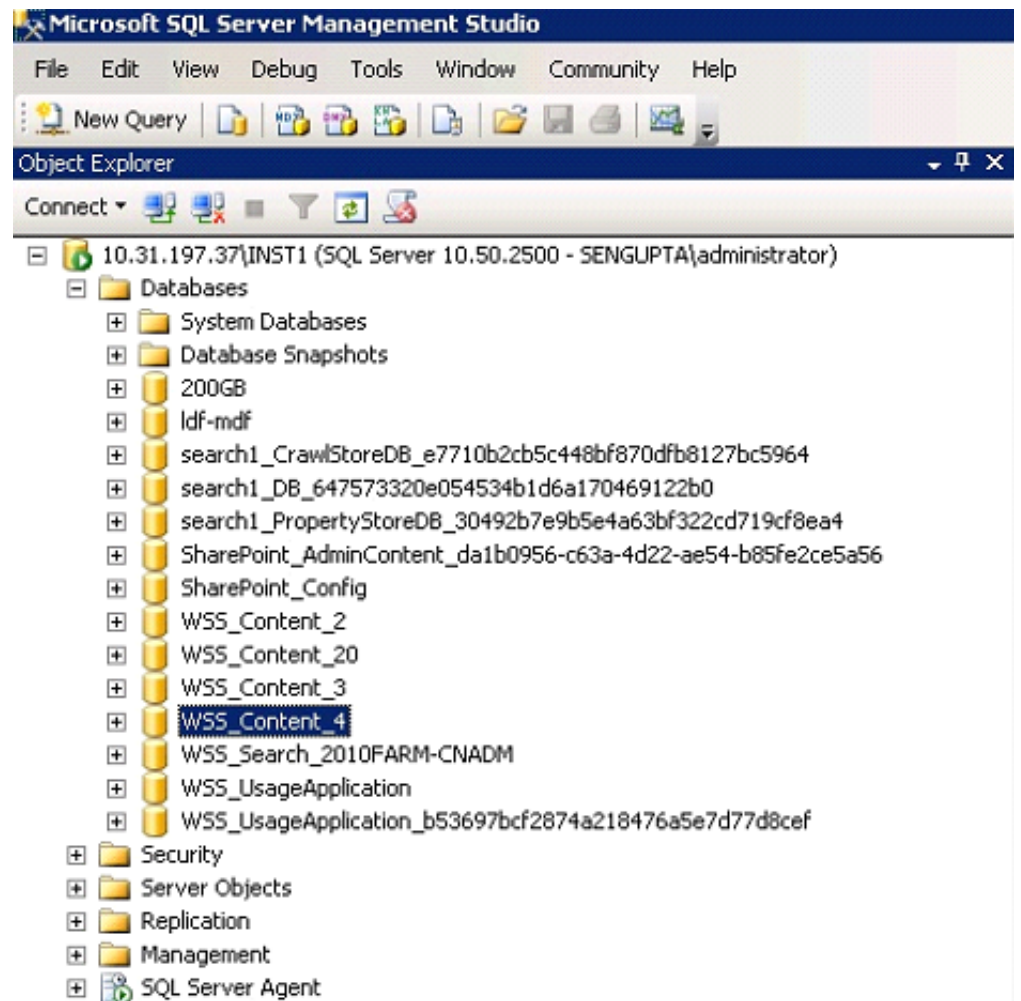 Microsoft SQL Server Management Studio
File Edit View Debug Tools Window Community Help
New Query
Object Explorer
Connect
10.31.197.37\INST1 (SQL Server 10.50.2500 - SENGUPTA\administrator)
Databases
System Databases
Database Snapshots
200GB
ldf-mdf
search1_CrawlStoreDB_e7710b2cb5c448bf870dfb8127bc5964
search1_DB_647573320e054534b1d6a170469122b0
search1_PropertyStoreDB_30492b7e9b5e4a63bf322cd719cf8ea4
SharePoint_AdminContent_da1b0956-c63a-4d22-ae54-b85fe2ce5a56
SharePoint_Config
WSS_Content_2
WSS_Content_20
WSS_Content_3
WSS_Content_4
WSS_Search_2010FARM-CNADM
WSS_UsageApplication
WSS_UsageApplication_b53697bcf2874a218476a5e7d77d8cef
Security
Server Objects
Replication
Management
SQL Server Agent